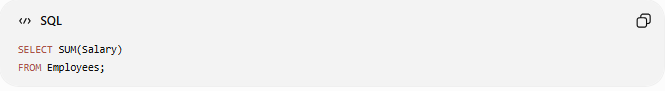 SQL
SELECT SUM(Salary)
FROM Employees;